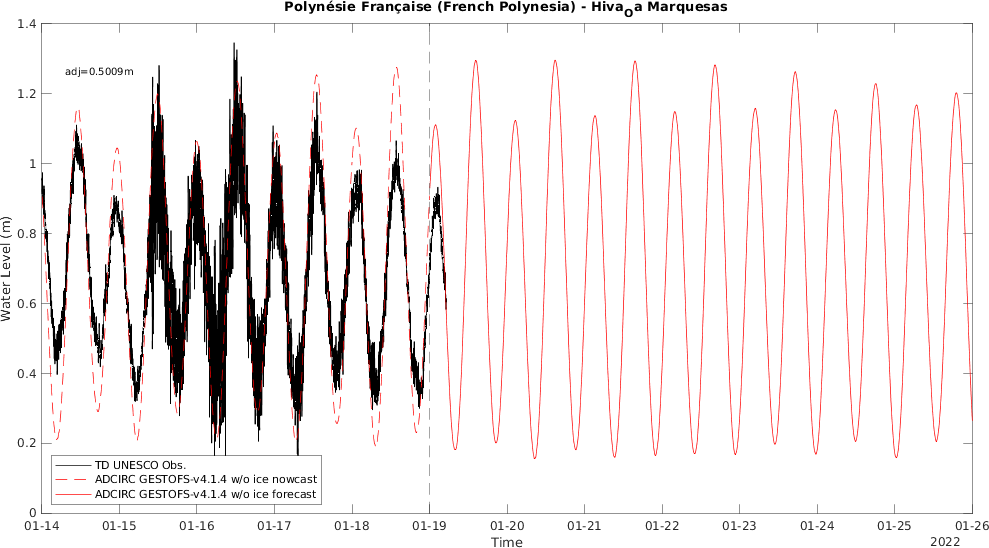 Polynésie Française (French Polynesia) - HivaOa Marquesas
adj=0.5009m
Water Level (m)
1.4
1.2
1
0.8
0.6
0.4
0.2
0
TD UNESCO Obs.
ADCIRC GESTOFS-v4.1.4 w/o ice nowcast
ADCIRC GESTOFS-v4.1.4 w/o ice forecast
01-14 01-15 01-16 01-17 01-18 01-19 01-20 01-21 01-22 01-23 01-24 01-25 01-26
Time
2022